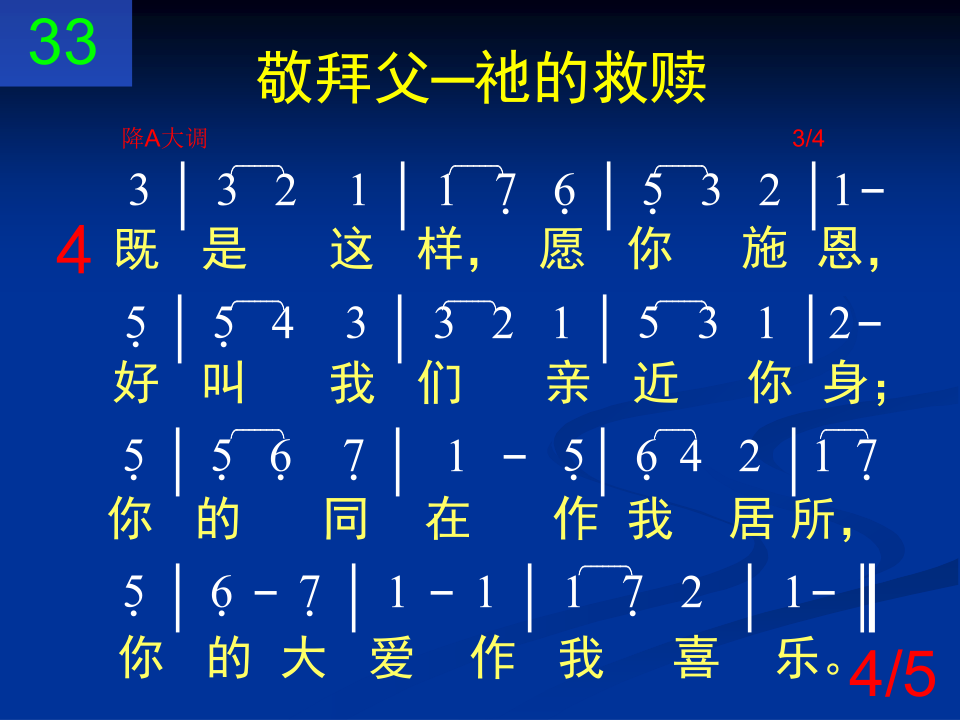 33
敬拜父─祂的救赎
降A大调 3/4
3 | 3 2 1 | 1 7̣ 6̣ | 5̣ 3 2 | 1 -
4 既 是 这 样, 愿 你 施 恩,
5̣ | 5̣ 4 3 | 3 2 1 | 5 3 1 | 2 -
好 叫 我 们 亲 近 你 身;
5̣ | 5̣ 6̣ 7̣ | 1 - 5̣ | 6̣ 4 2 | 1 7̣
你 的 同 在 作 我 居 所,
5̣ | 6̣ - 7̣ | 1 - 1 | 1 7̣ 2 | 1 - ‖
你 的 大 爱 作 我 喜 乐。
4/5